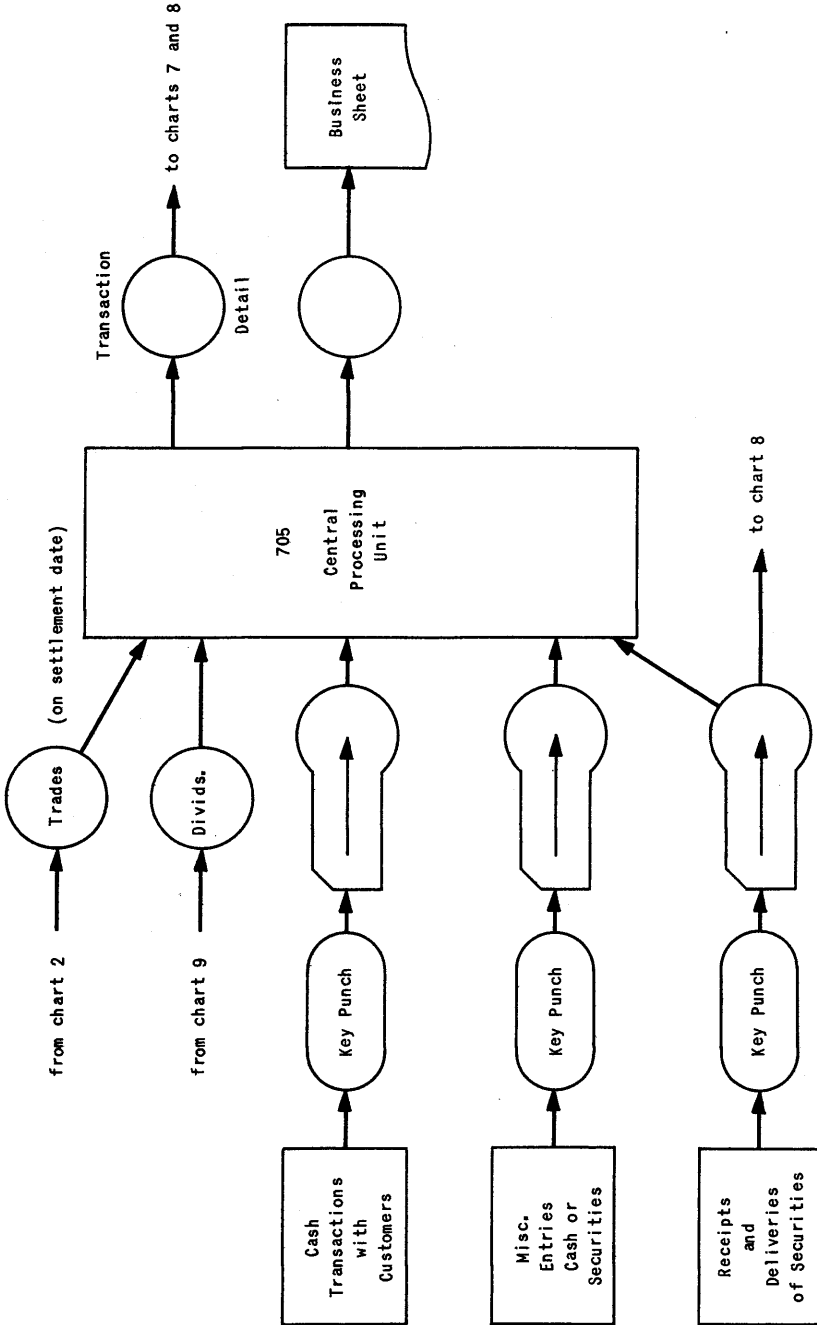 from chart 2
Trades
(on settlement date)
from chart 9
Divids.
Cash
Transactions
with
Customers
Key Punch
Misc.
Entries
Cash or
Securities
Key Punch
Receipts
and
Deliveries
of Securities
Key Punch
to chart 8
705
Central
Processing
Unit
Transaction
Detail
to charts 7 and 8
Business
Sheet